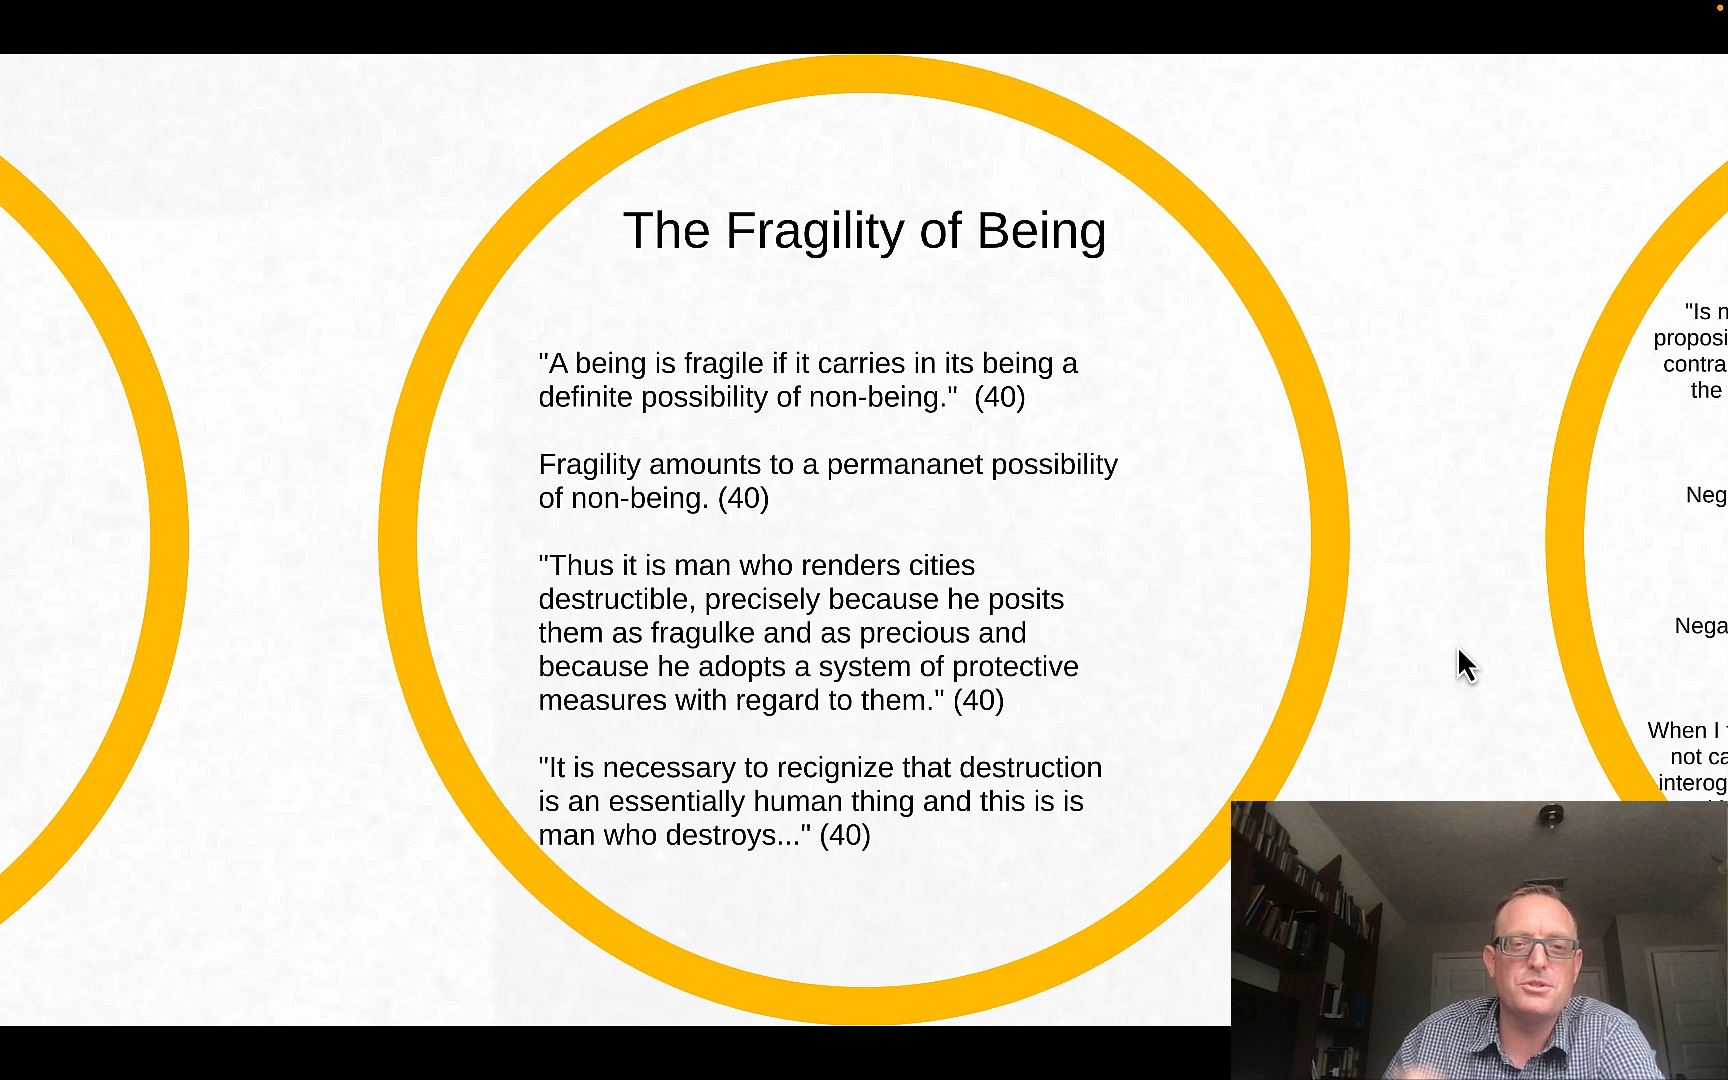 The Fragility of Being
"A being is fragile if it carries in its being a
definite possibility of non-being."  (40)
Fragility amounts to a permananet possibility
of non-being. (40)
"Thus it is man who renders cities
destructible, precisely because he posits
them as fragulke and as precious and
because he adopts a system of protective
measures with regard to them." (40)
"It is necessary to recignize that destruction
is an essentially human thing and this is is
man who destroys..." (40)
"Is n
proposi
contra
the
Neg
Nega
When I
not ca
interog